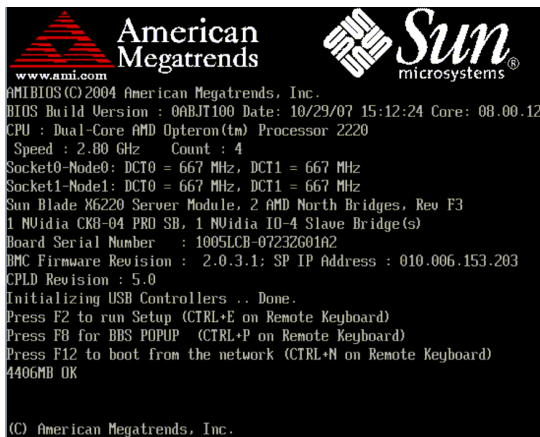 American
Megatrends
www.ami.com
Sun®
microsystems
AMIBIOS(C)2004 American Megatrends, Inc.
BIOS Build Version : 0ABJT100 Date: 10/29/07 15:12:24 Core: 08.00.12
CPU : Dual-Core AMD Opteron(tm) Processor 2220
Speed : 2.80 GHz Count : 4
Socket0-Node0: DCT0 = 667 MHz, DCT1 = 667 MHz
Socket1-Node1: DCT0 = 667 MHz, DCT1 = 667 MHz
Sun Blade X6220 Server Module, 2 AMD North Bridges, Rev F3
1 NVidia CK8-04 PRO SB, 1 NVidia IO-4 Slave Bridge(s)
Board Serial Number : 1005LCB-0723ZG01A2
BMC Firmware Revision : 2.0.3.1; SP IP Address : 010.006.153.203
CPLD Revision : 5.0
Initializing USB Controllers .. Done.
Press F2 to run Setup (CTRL+E on Remote Keyboard)
Press F8 for BBS POPUP (CTRL+P on Remote Keyboard)
Press F12 to boot from the network (CTRL+N on Remote Keyboard)
4406MB OK
(C) American Megatrends, Inc.